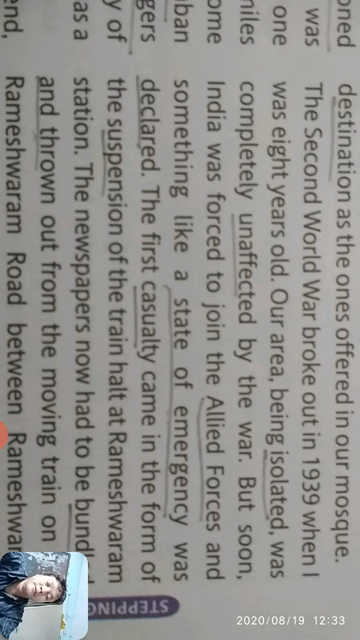 destination as the ones offered in our mosque.
The Second World War broke out in 1939 when I
was eight years old. Our area, being isolated, was
completely unaffected by the war. But soon,
India was forced to join the Allied Forces and
something like a state of emergency was
declared. The first casualty came in the form of
the suspension of the train halt at Rameshwaram
station. The newspapers now had to be
and thrown out from the moving train on
Rameshwaram Road between
was
one
y of
as a
STEPPING
2020/08/19 12:33